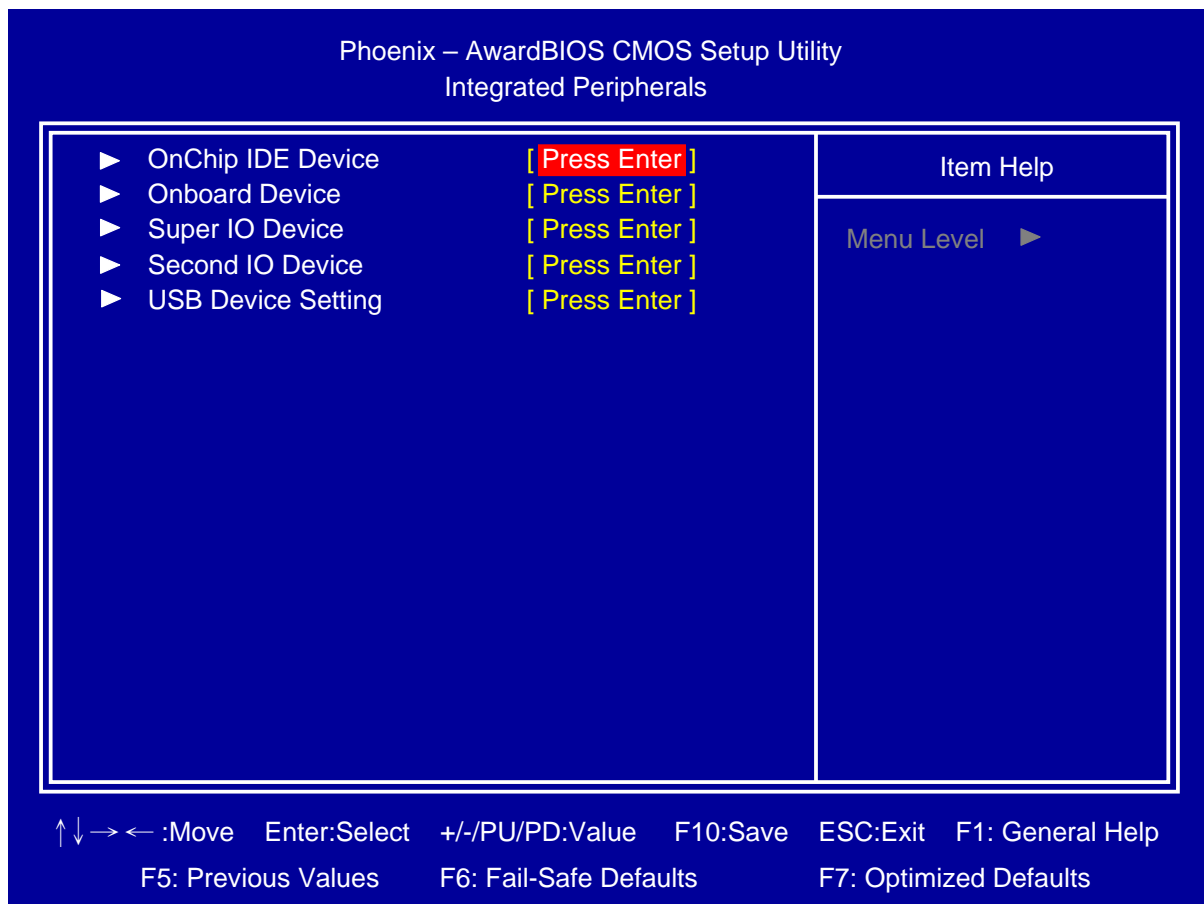 Phoenix – AwardBIOS CMOS Setup Utility
Integrated Peripherals
► OnChip IDE Device [ Press Enter ]
► Onboard Device [ Press Enter ]
► Super IO Device [ Press Enter ]
► Second IO Device [ Press Enter ]
► USB Device Setting [ Press Enter ]
Item Help
Menu Level ►
↑↓→← :Move Enter:Select +/-/PU/PD:Value F10:Save ESC:Exit F1: General Help
F5: Previous Values F6: Fail-Safe Defaults F7: Optimized Defaults